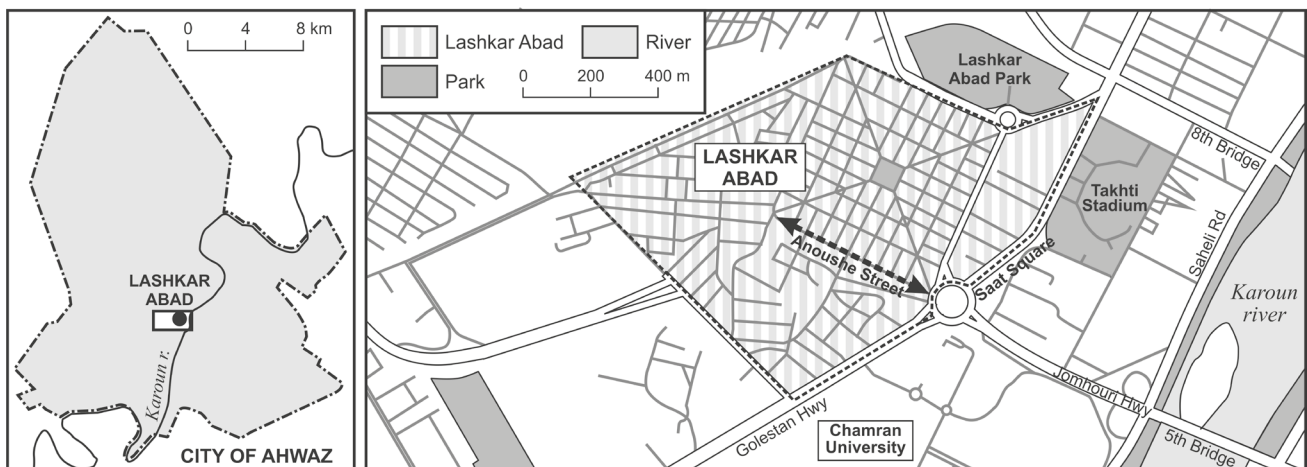 0 4 8 km
LASHKAR
ABAD
Karoun r.
CITY OF AHWAZ
Lashkar Abad
River
Park
0 200 400 m
Lashkar
Abad Park
LASHKAR
ABAD
8th Bridge
Takhti
Stadium
Saheli Rd
Anoushe Street
Saat Square
Karoun
river
Jomhouri Hwy
Golestan Hwy
Chamran
University
5th Bridge